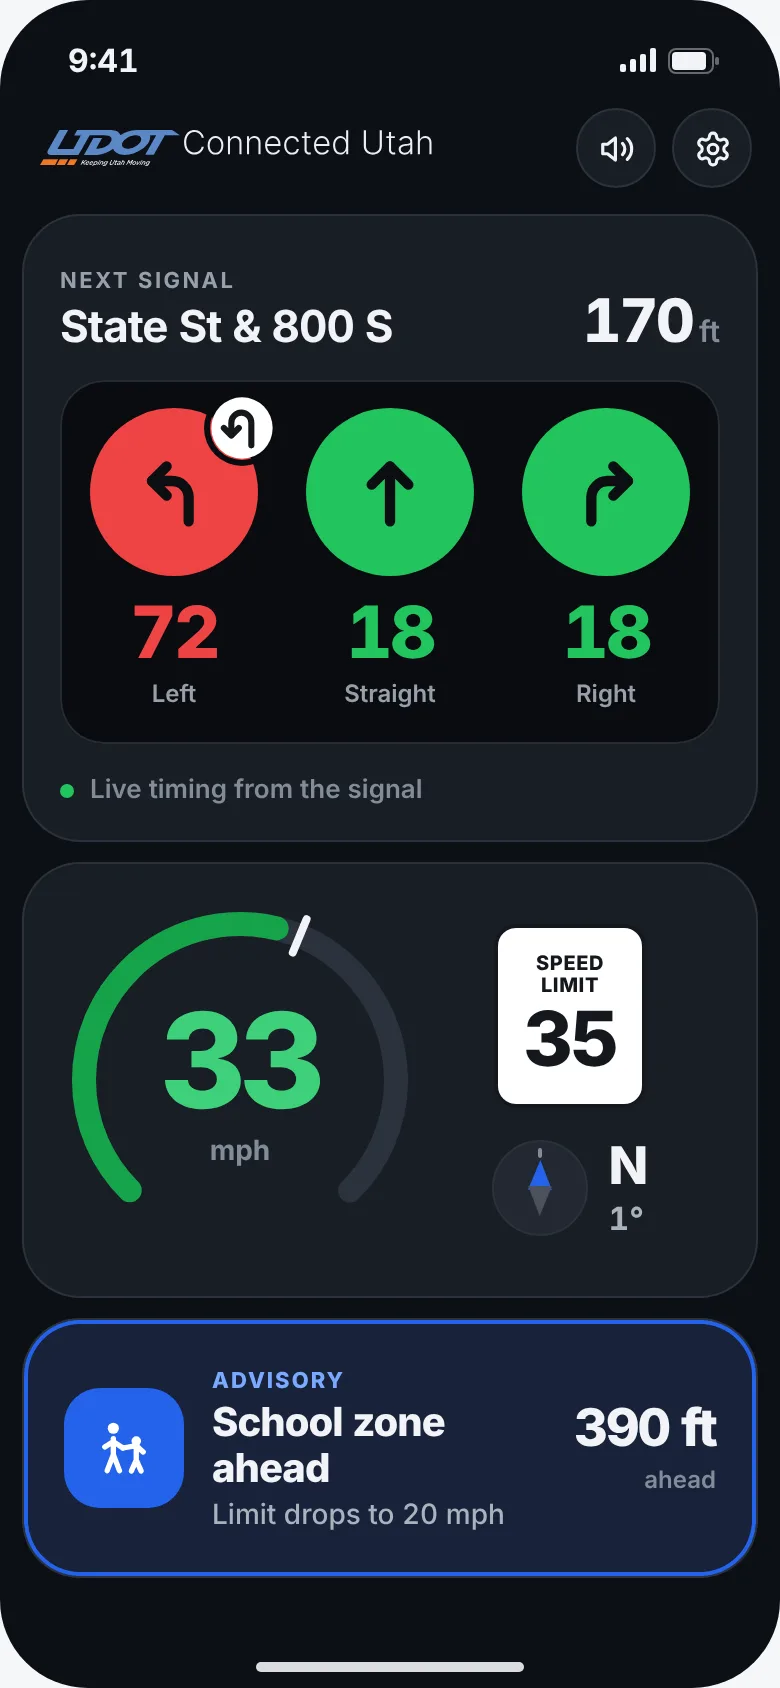 9:41
UDOT Connected Utah
Keeping Utah Moving
NEXT SIGNAL
State St & 800 S
170 ft
72
18
18
Left
Straight
Right
Live timing from the signal
33
mph
SPEED
LIMIT
35
N
1°
ADVISORY
School zone
ahead
Limit drops to 20 mph
390 ft
ahead